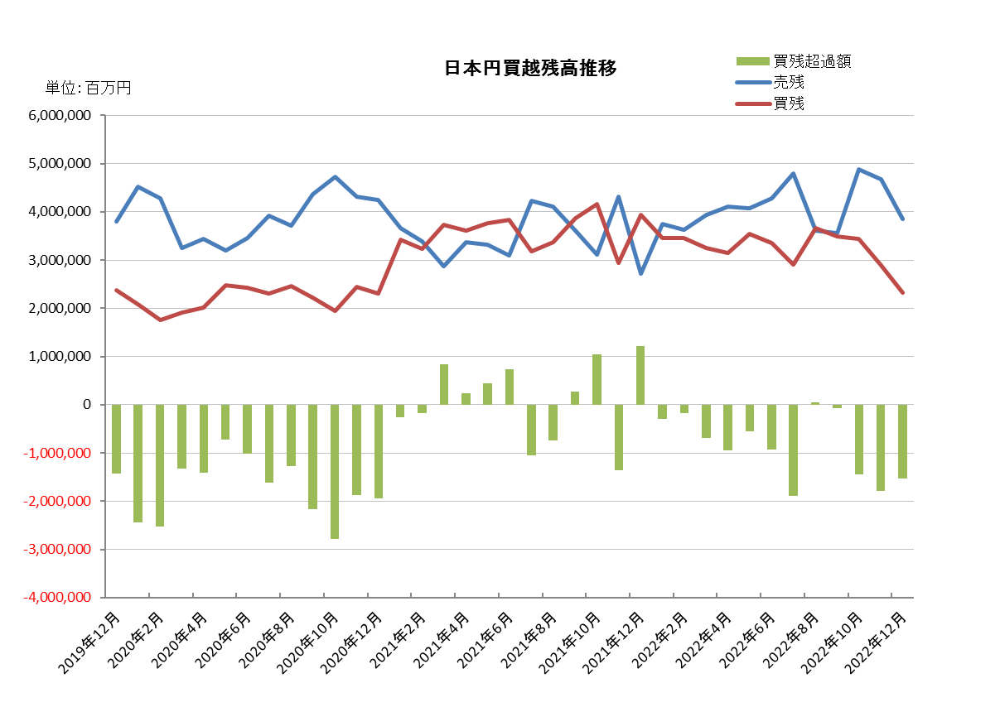 日本円買越残高推移
買残超過額
売残
買残
単位: 百万円
6,000,000
5,000,000
4,000,000
3,000,000
2,000,000
1,000,000
0
-1,000,000
-2,000,000
-3,000,000
-4,000,000
2019年12月
2020年2月
2020年4月
2020年6月
2020年8月
2020年10月
2020年12月
2021年2月
2021年4月
2021年6月
2021年8月
2021年10月
2021年12月
2022年2月
2022年4月
2022年6月
2022年8月
2022年10月
2022年12月